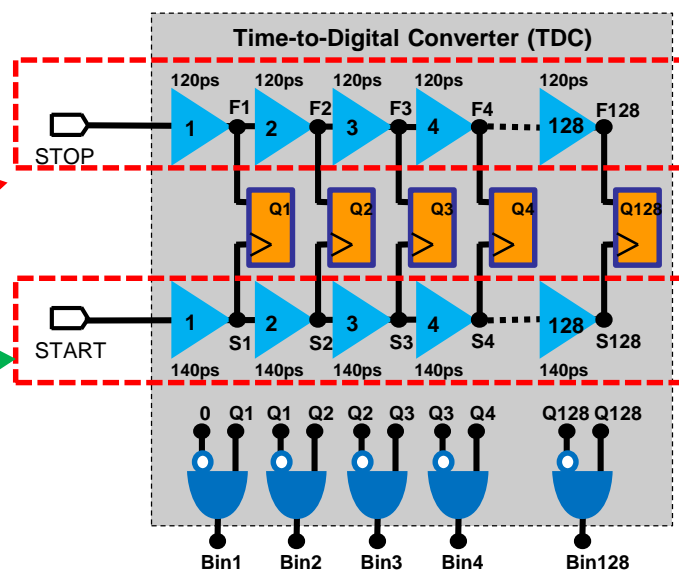 Time-to-Digital Converter (TDC)
120ps 120ps 120ps 120ps 120ps
F1 F2 F3 F4 F128
1 2 3 4 128
STOP
Q1 Q2 Q3 Q4 Q128
1 2 3 4 128
START
S1 S2 S3 S4 S128
140ps 140ps 140ps 140ps 140ps
0 Q1 Q1 Q2 Q2 Q3 Q3 Q4 Q128 Q128
Bin1 Bin2 Bin3 Bin4 Bin128